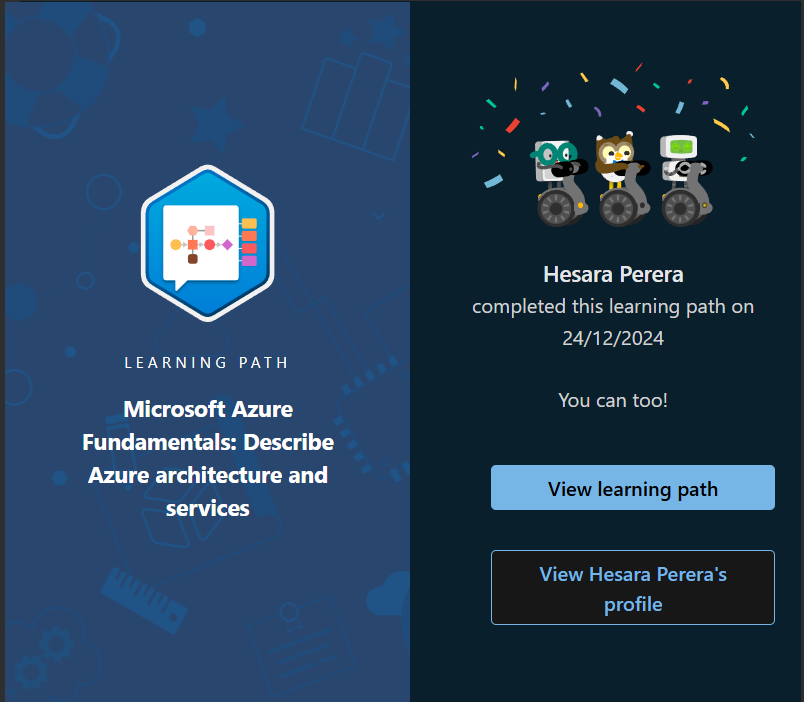 LEARNING PATH
Microsoft Azure
Fundamentals: Describe
Azure architecture and
services
Hesara Perera
completed this learning path on
24/12/2024
You can too!
View learning path
View Hesara Perera's
profile